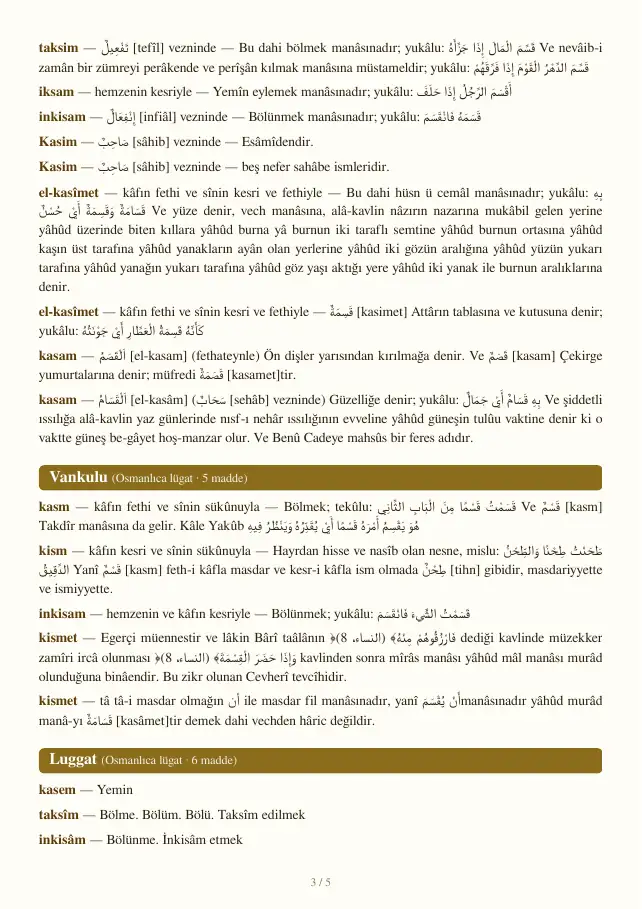 taksim — تَفْعِيلٌ [tefîl] vezninde — Bu dahi bölmek manâsınadır; yukâlu: قَسَّمَ الْمَالَ إِذَا جَزَّأَهُ Ve nevâib-i
zamân bir zümreyi perâkende ve perîşân kılmak manâsına müstameldir; yukâlu: قَسَّمَ الدَّهْرُ الْقَوْمَ إِذَا فَرَّقَهُمْ
iksam — hemzenin kesriyle — Yemîn eylemek manâsınadır; yukâlu: أَقْسَمَ الرَّجُلُ إِذَا حَلَفَ
inkisam — إِنْفِعَالٌ [infiâl] vezninde — Bölünmek manâsınadır; yukâlu: قَسَمَهُ فَانْقَسَمَ
Kasim — صَاحِبٌ [sâhib] vezninde — Esâmîdendir.
Kasim — صَاحِبٌ [sâhib] vezninde — beş nefer sahâbe ismleridir.
el-kasîmet — kâfın fethi ve sînin kesri ve fethiyle — Bu dahi hüsn ü cemâl manâsınadır; yukâlu: بِهِ
قَسَامَةٌ وَقَسِمَةٌ أَيْ حُسْنٌ Ve yüze denir, vech manâsına, alâ-kavlin nâzırın nazarına mukâbil gelen yerine
yâhûd üzerinde biten kıllara yâhûd burna yâ burnun iki taraflı semtine yâhûd burnun ortasına yâhûd
kaşın üst tarafına yâhûd yanakların ayân olan yerlerine yâhûd iki gözün aralığına yâhûd yüzün yukarı
tarafına yâhûd yanağın yukarı tarafına yâhûd göz yaşı aktığı yere yâhûd iki yanak ile burnun aralıklarına
denir.
el-kasîmet — kâfın fethi ve sînin kesri ve fethiyle — قَسِمَةٌ [kasimet] Attârın tablasına ve kutusuna denir;
yukâlu: كَأَنَّهُ قَسِمَةُ الْعَطَّارِ أَيْ جَوْنَتُهُ
kasam — اَلْقَصَمُ [el-kasam] (fethateynle) Ön dişler yarısından kırılmağa denir. Ve قَصَمٌ [kasam] Çekirge
yumurtalarına denir; müfredi قَصَمَةٌ [kasamet]tir.
kasam — اَلْقَسَامُ [el-kasâm] (سَحَابٌ [sehâb] vezninde) Güzelliğe denir; yukâlu: بِهِ قَسَامٌ أَيْ جَمَالٌ Ve şiddetli
ıssılığa alâ-kavlin yaz günlerinde nısf-ı nehâr ıssılığının evveline yâhûd güneşin tulûu vaktine denir ki o
vaktte güneş be-gâyet hoş-manzar olur. Ve Benû Cadeye mahsûs bir feres adıdır.
Vankulu (Osmanlıca lügat · 5 madde)
kasm — kâfın fethi ve sînin sükûnuyla — Bölmek; tekûlu: قَسَمْتُ قَسْمًا مِنَ الْبَابِ الثَّانِي Ve قَسْمٌ [kasm]
Takdîr manâsına da gelir. Kâle Yakûb هُوَ يَقْسِمُ أَمْرَهُ قَسْمًا أَيْ يُقَدِّرُهُ وَيَنْظُرُ فِيهِ
kism — kâfın kesri ve sînin sükûnuyla — Hayrdan hisse ve nasîb olan nesne, mislu: طَحَنْتُ طِحْنًا وَالطِّحْنُ
الدَّقِيقُ Yanî قَسْمٌ [kasm] feth-i kâfla masdar ve kesr-i kâfla ism olmada طِحْنٌ [tihn] gibidir, masdariyyette
ve ismiyyette.
inkisam — hemzenin ve kâfın kesriyle — Bölünmek; yukâlu: قَسَمْتُ الشَّيءَ فَانْقَسَمَ
kismet — Egerçi müennestir ve lâkin Bârî taâlânın ﴿فَارْزُقُوهُمْ مِنْهُ﴾ (النساء، 8) dediği kavlinde müzekker
zamîri ircâ olunması ﴿وَإِذَا حَضَرَ الْقِسْمَةَ﴾ (النساء، 8) kavlinden sonra mîrâs manâsı yâhûd mâl manâsı murâd
olunduğuna binâendir. Bu zikr olunan Cevherî tevcîhidir.
kismet — tâ tâ-i masdar olmağın أن ile masdar fil manâsınadır, yanî أَنْ يُقْسَمَ manâsınadır yâhûd murâd
manâ-yı قَسَامَةٌ [kasâmet]tir demek dahi vechden hâric değildir.
Luggat (Osmanlıca lügat · 6 madde)
kasem — Yemin
taksîm — Bölme. Bölüm. Bölü. Taksîm edilmek
inkisâm — Bölünme. İnkisâm etmek
3 / 5